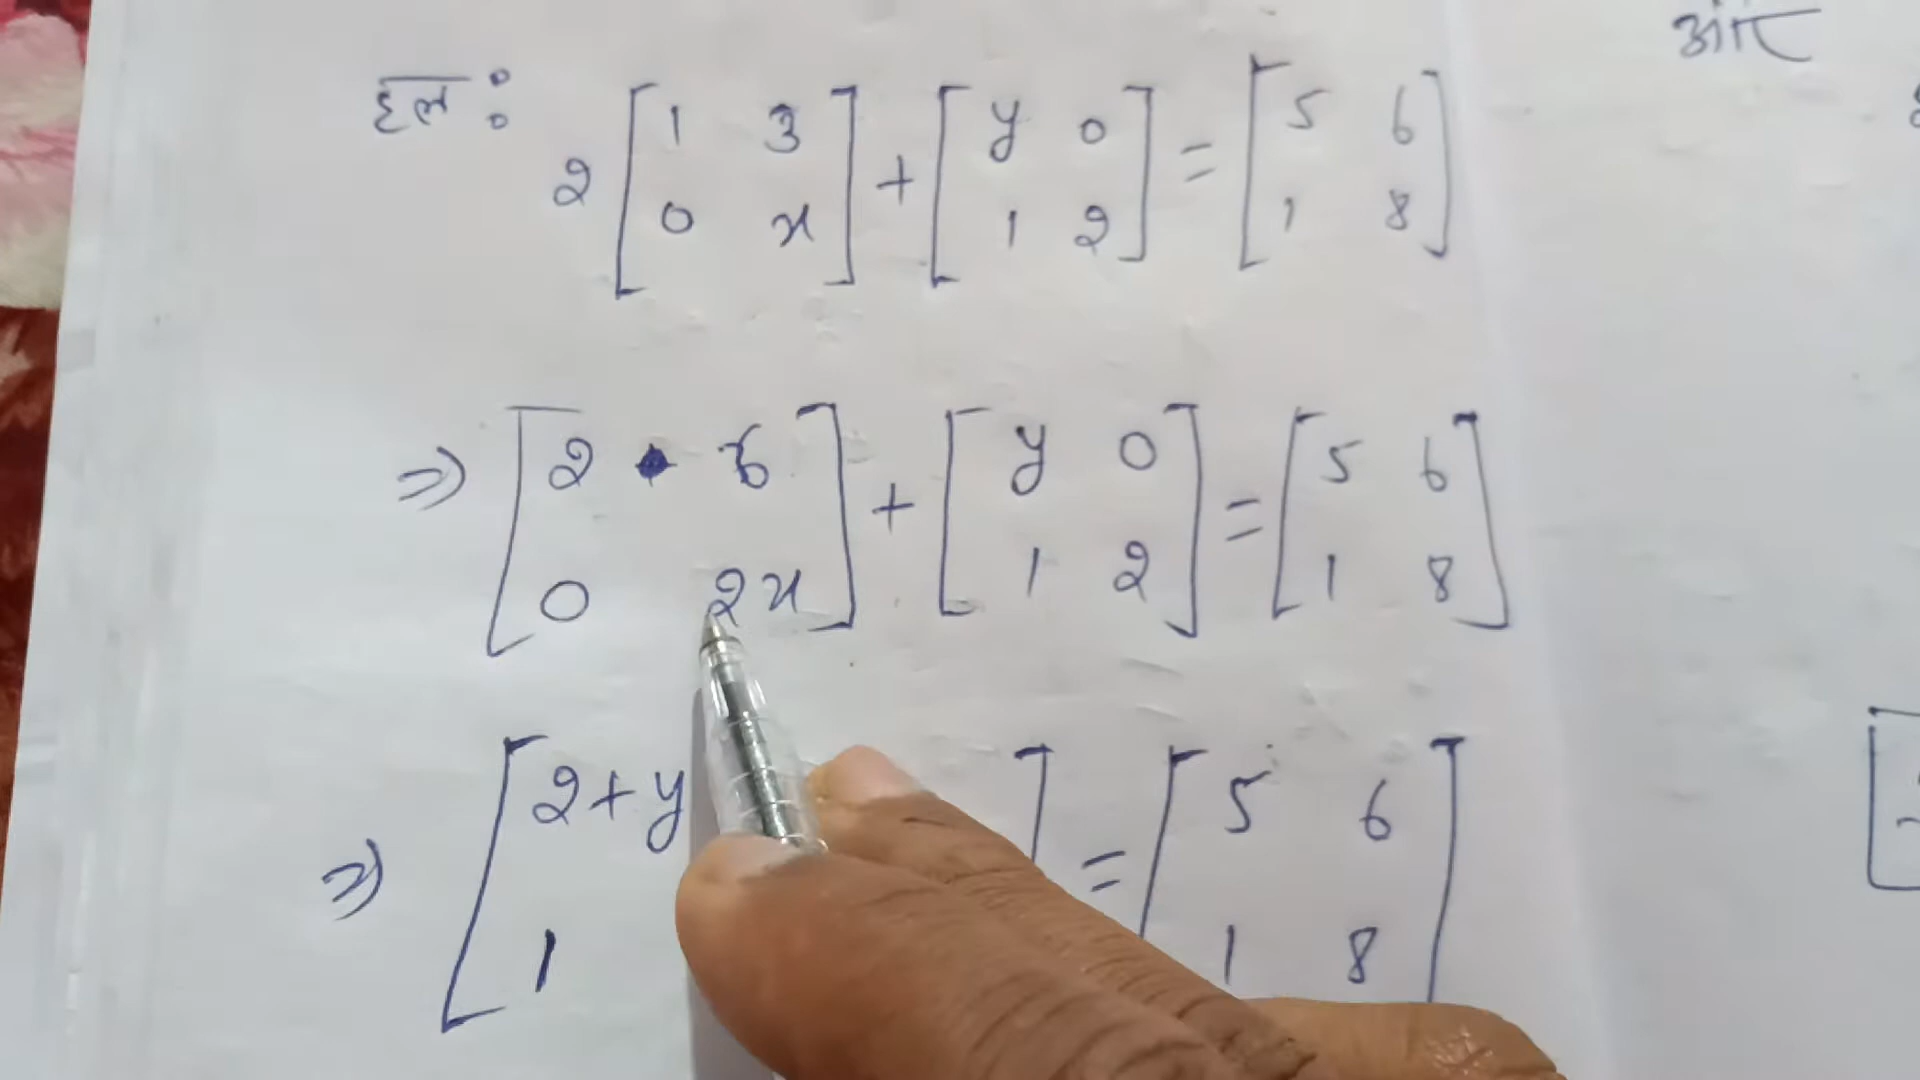 और
हल :
2 [1 3 0 x] + [y 0 1 2] = [5 6 1 8]
⇒ [2 6 0 2x] + [y 0 1 2] = [5 6 1 8]
⇒ [2+y 1 ] = [5 6 1 8]